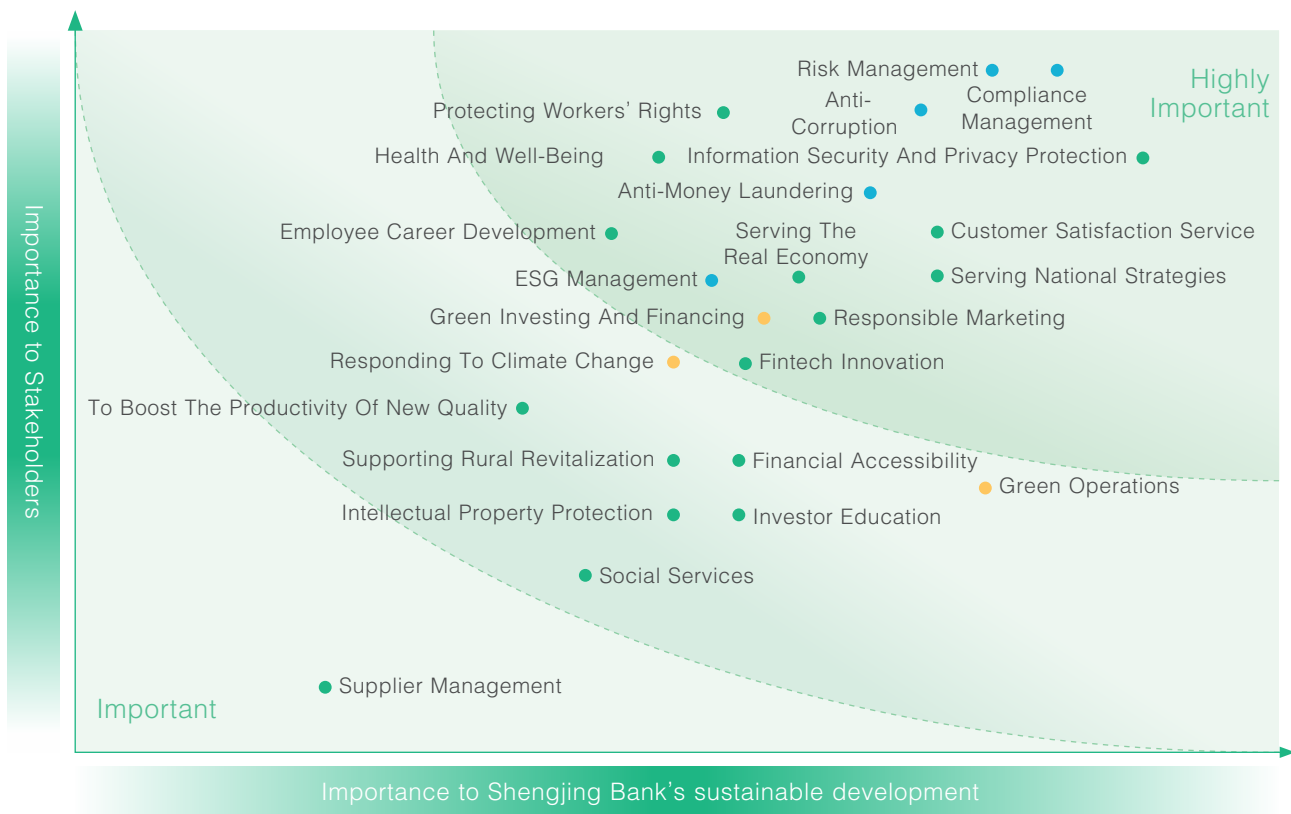 Risk Management
Highly
Important
Anti-
Corruption
Compliance
Management
Protecting Workers' Rights
Health And Well-Being
Information Security And Privacy Protection
Anti-Money Laundering
Employee Career Development
Serving The
Real Economy
Customer Satisfaction Service
ESG Management
Serving National Strategies
Green Investing And Financing
Responsible Marketing
Responding To Climate Change
Fintech Innovation
To Boost The Productivity Of New Quality
Supporting Rural Revitalization
Financial Accessibility
Green Operations
Intellectual Property Protection
Investor Education
Social Services
Supplier Management
Important
Importance to Stakeholders
Importance to Shengjing Bank's sustainable development